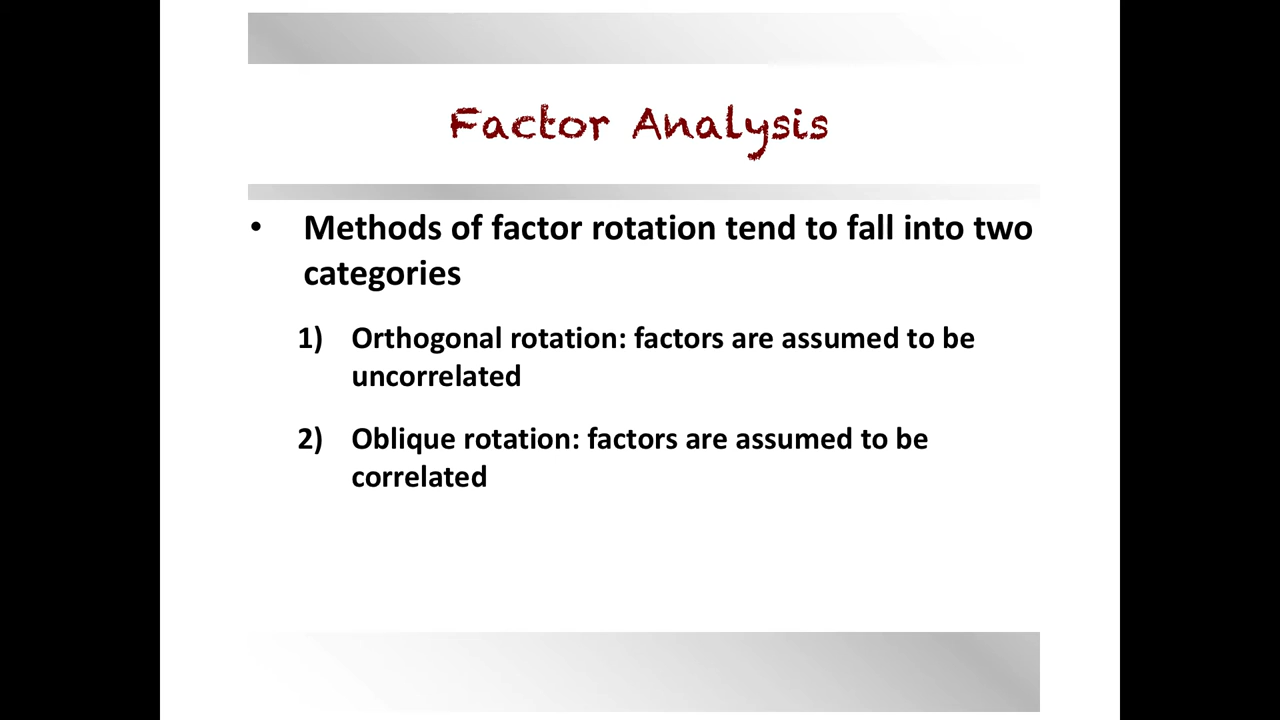 Factor Analysis
• Methods of factor rotation tend to fall into two
categories
1) Orthogonal rotation: factors are assumed to be
uncorrelated
2) Oblique rotation: factors are assumed to be
correlated